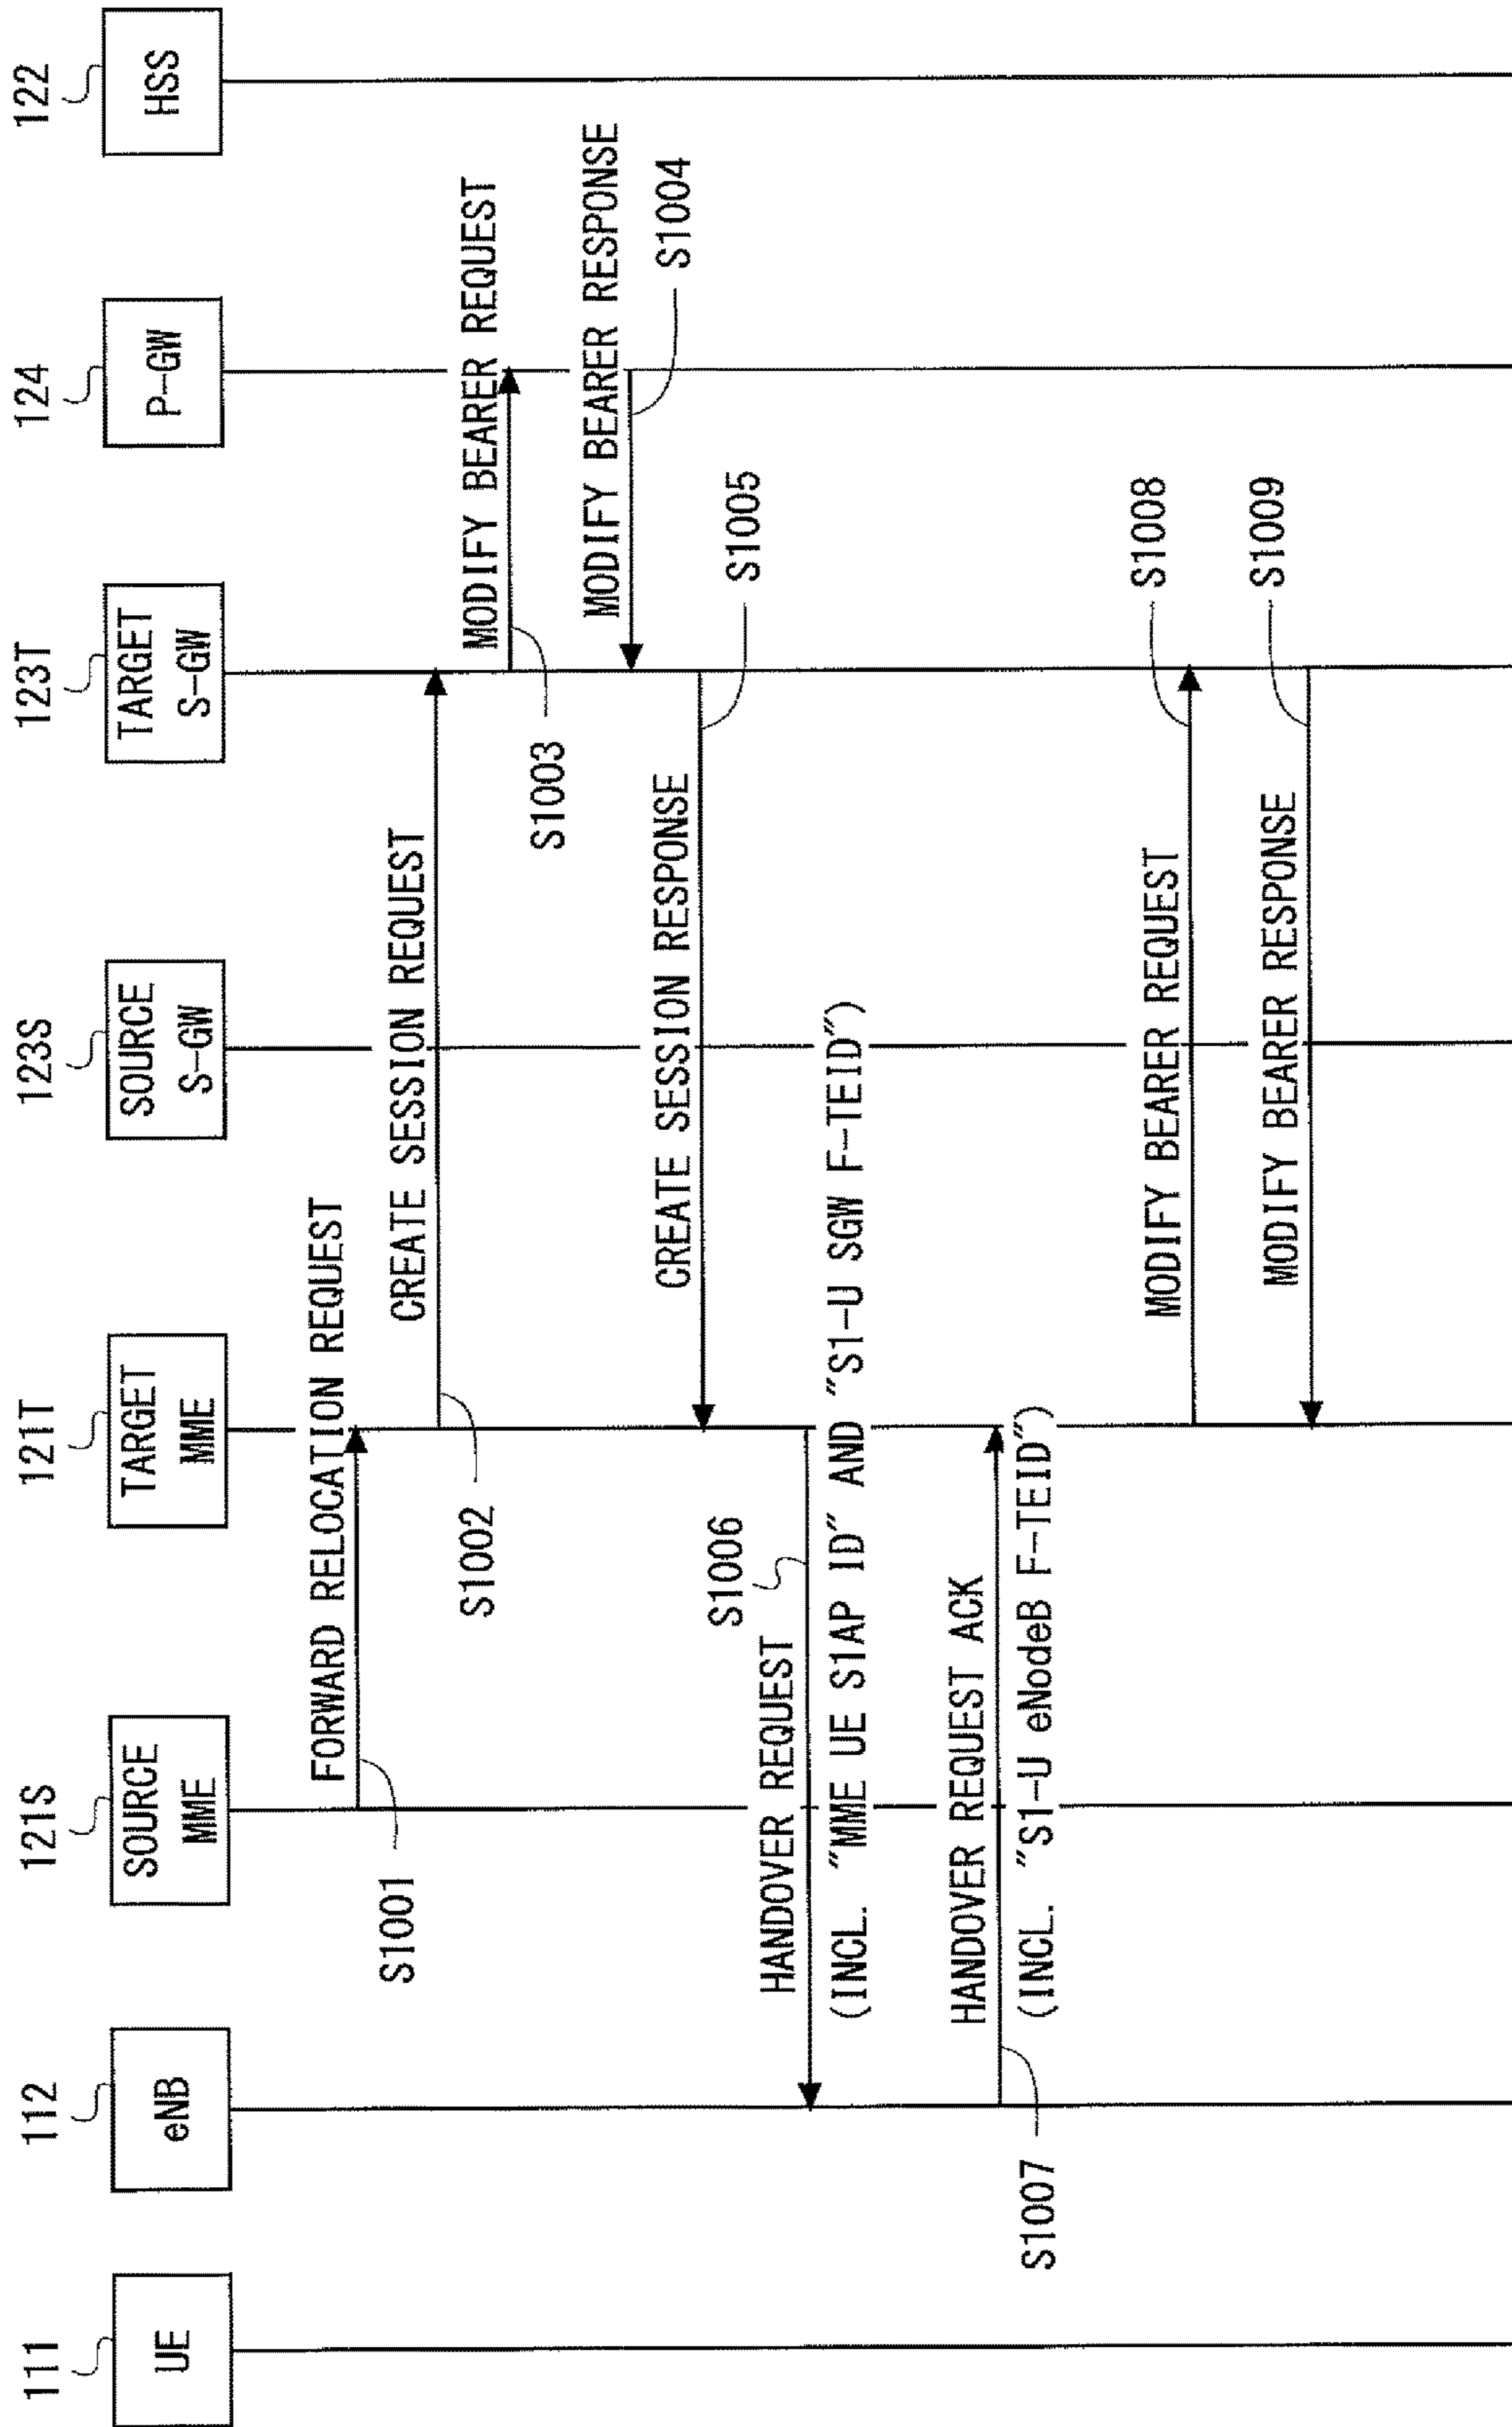 111
UE
112
eNB
121S
SOURCE
MME
121T
TARGET
MME
123S
SOURCE
S-GW
123T
TARGET
S-GW
124
P-GW
122
HSS
FORWARD RELOCATION REQUEST
S1001
CREATE SESSION REQUEST
S1002
MODIFY BEARER REQUEST
S1003
MODIFY BEARER RESPONSE
S1004
CREATE SESSION RESPONSE
S1005
HANDOVER REQUEST
S1006
(INCL. "MME UE S1AP ID" AND "S1-U SGW F-TEID")
HANDOVER REQUEST ACK
(INCL. "S1-U eNodeB F-TEID")
S1007
MODIFY BEARER REQUEST
S1008
MODIFY BEARER RESPONSE
S1009